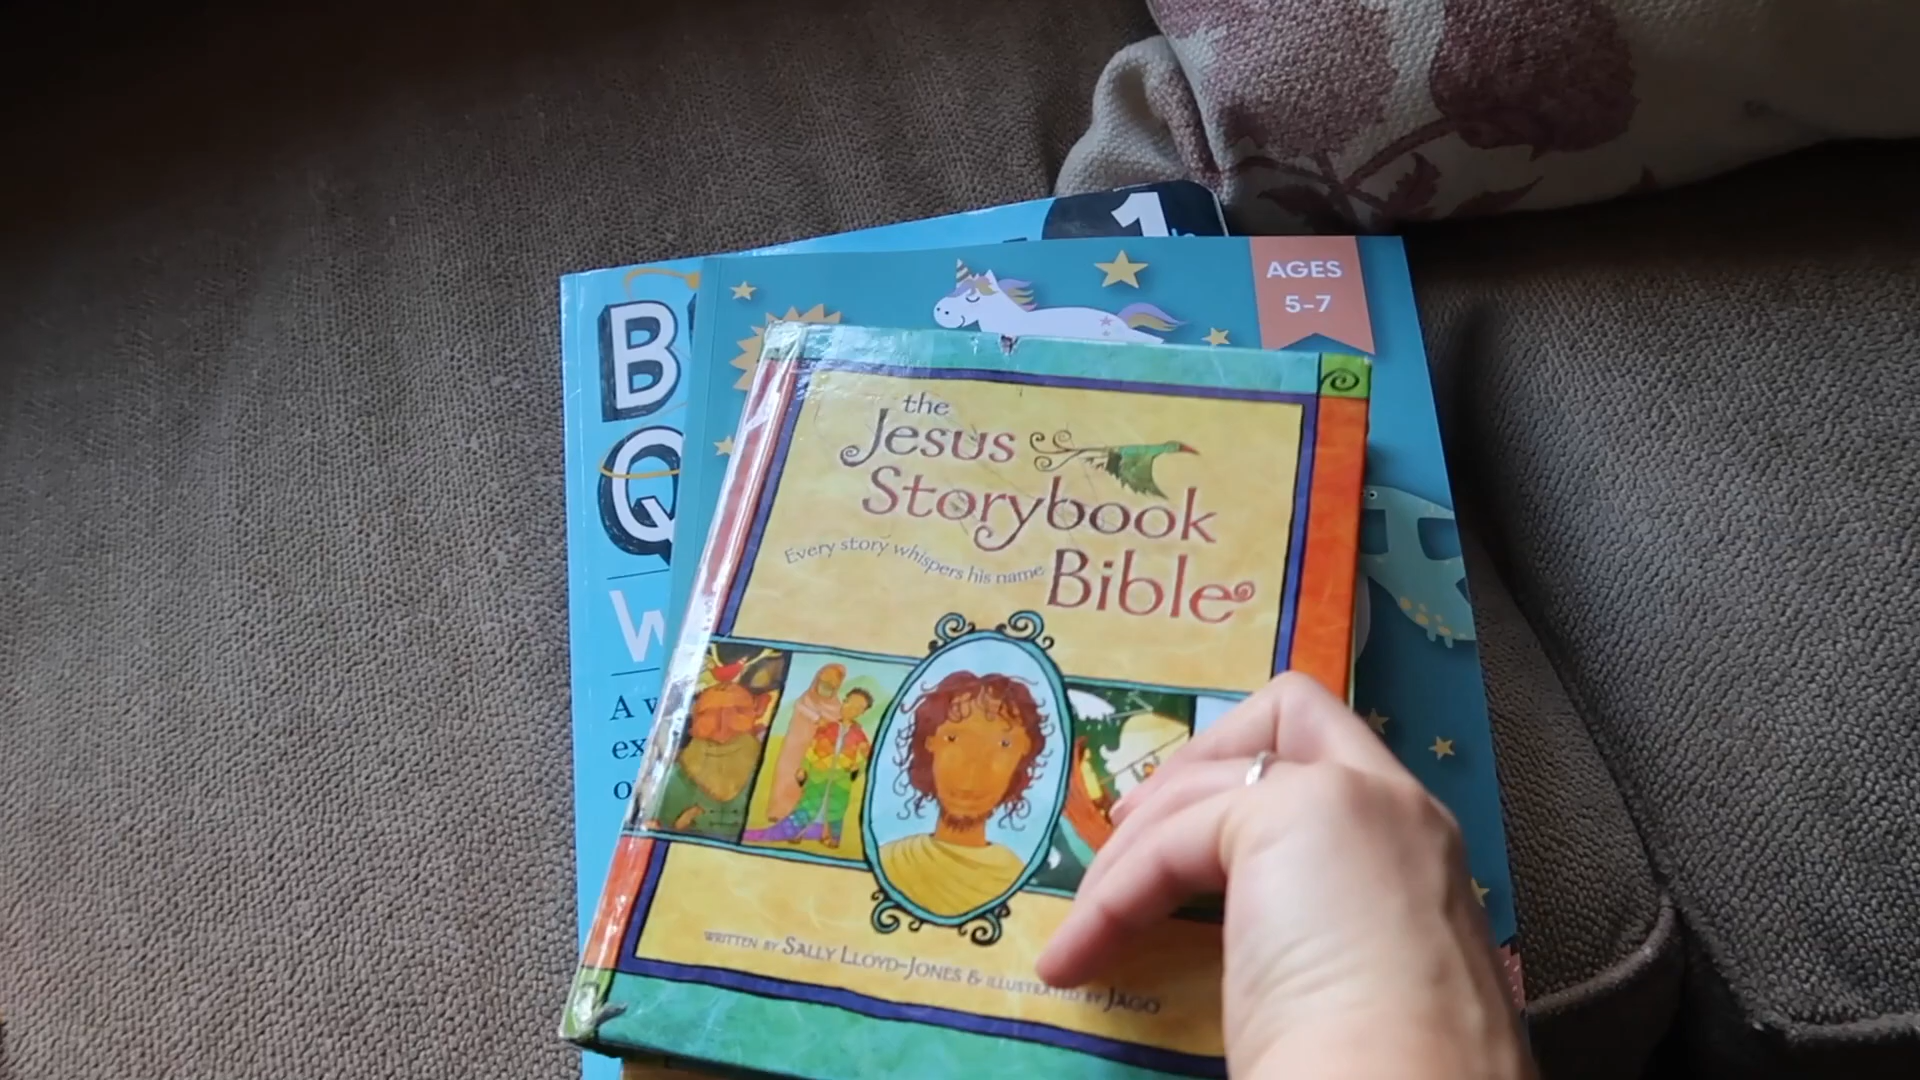 1
AGES
5-7
B
Q
W
the
Jesus
Storybook
Every story whispers his name
Bible
A
ex
WRITTEN BY SALLY LLOYD-JONES & ILLUSTRATED BY JAGO